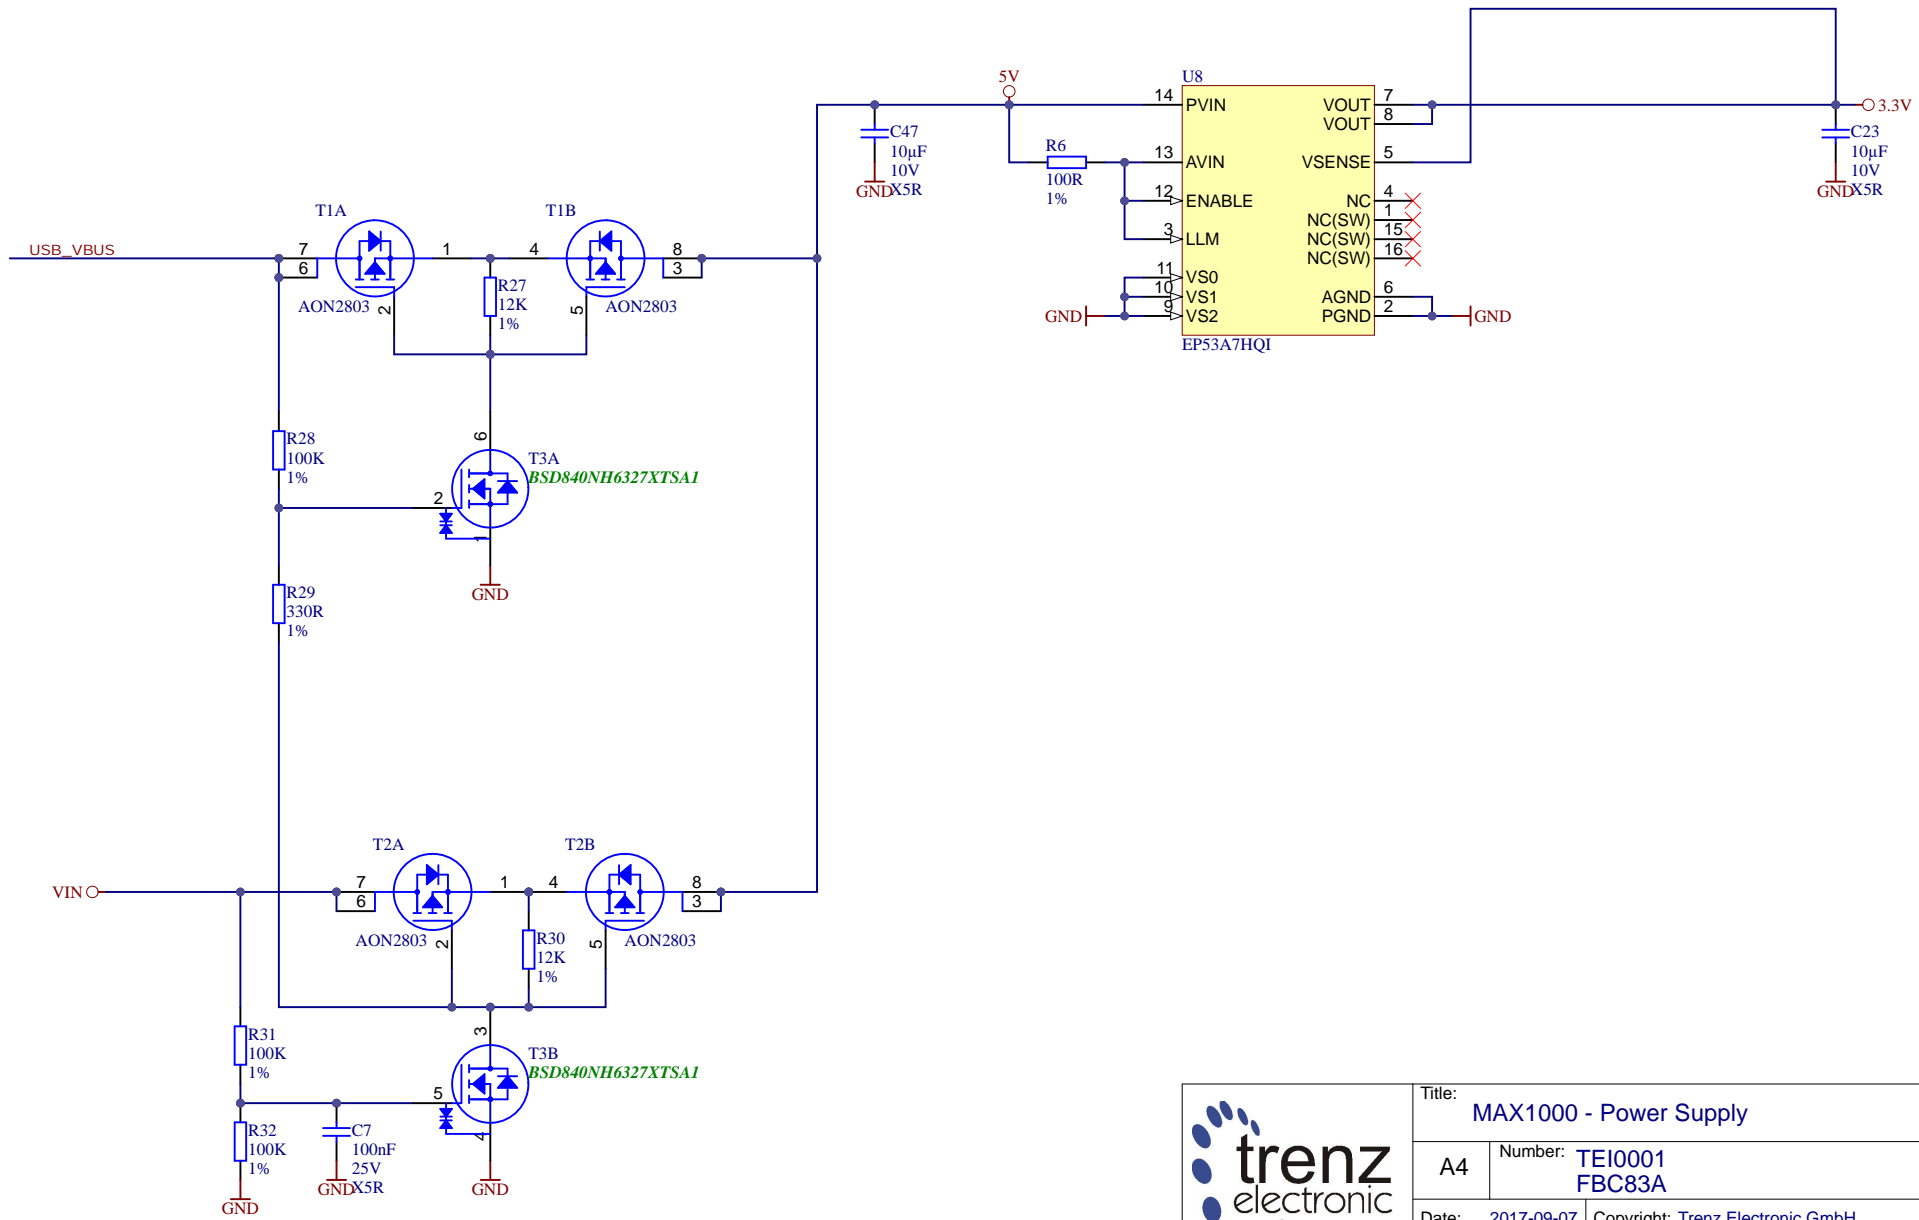 USB_VBUS
T1A
7
6
1
2
AON2803
T1B
4
8
3
5
AON2803
R27
12K
1%
R28
100K
1%
6
T3A
BSD840NH6327XTSA1
2
1
GND
R29
330R
1%
VIN
T2A
7
6
1
2
AON2803
T2B
4
8
3
5
AON2803
R30
12K
1%
R31
100K
1%
3
T3B
BSD840NH6327XTSA1
5
4
GND
R32
100K
1%
GND
C7
100nF
25V
X5R
GND
C47
10µF
10V
X5R
GND
5V
R6
100R
1%
U8
14 PVIN
13 AVIN
12 ENABLE
3 LLM
11 VS0
10 VS1
9 VS2
GND
VOUT 7
VOUT 8
VSENSE 5
NC 4
NC(SW) 1
NC(SW) 15
NC(SW) 16
AGND 6
PGND 2
GND
EP53A7HQI
3.3V
C23
10µF
10V
X5R
GND
trenz
electronic
Title:
MAX1000 - Power Supply
A4
Number: TEI0001
FBC83A
Date: 2017-09-07
Copyright: Trenz Electronic GmbH